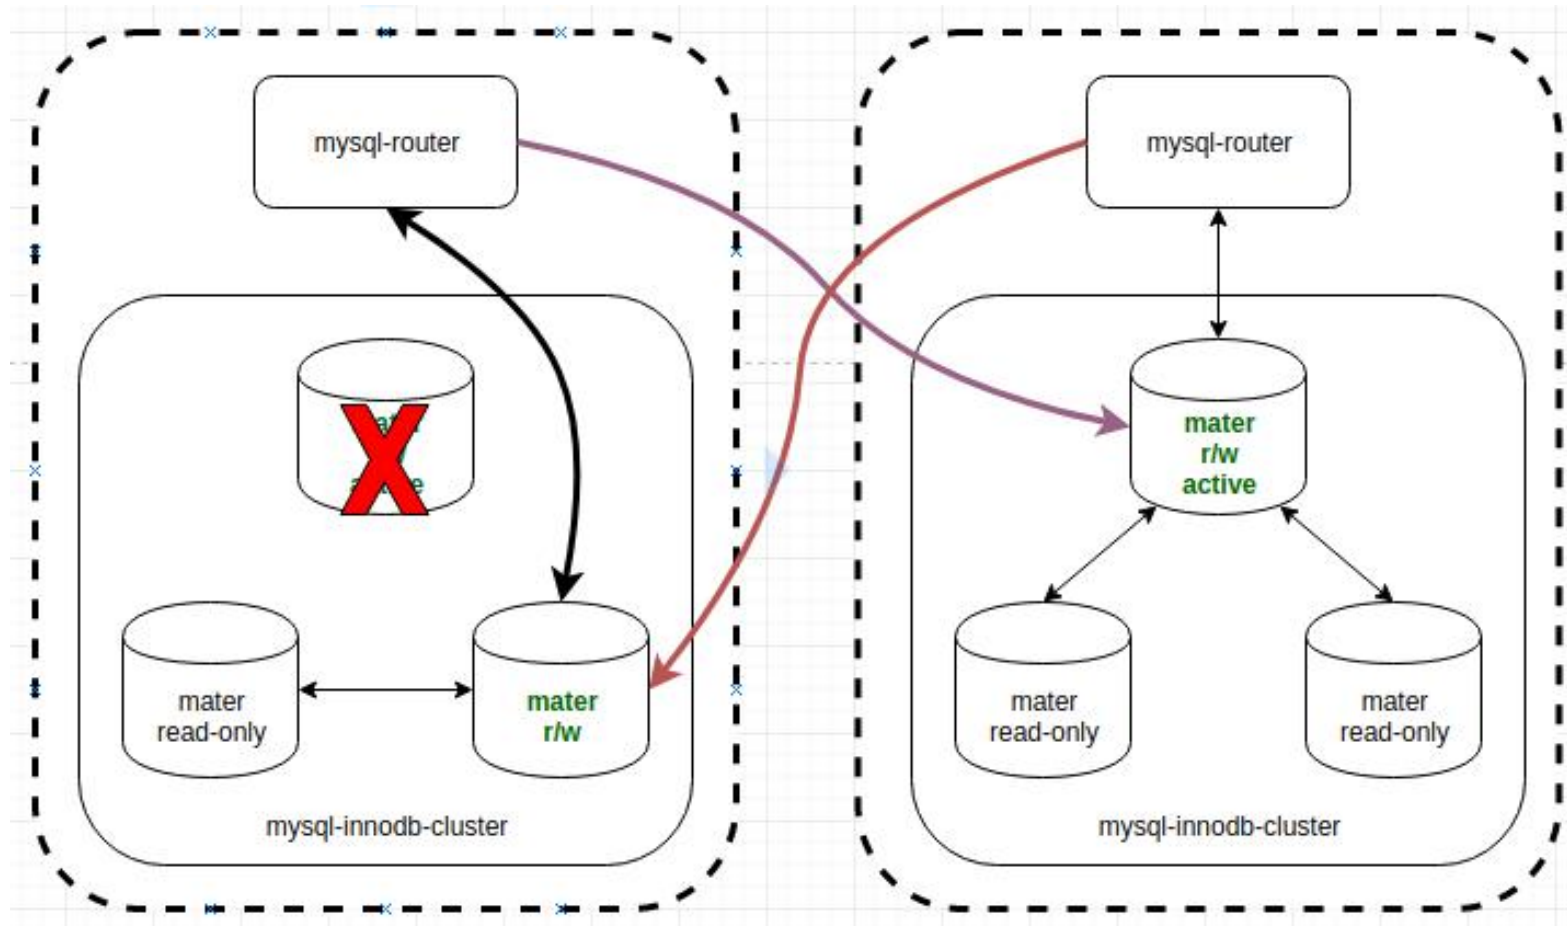 mysql-router
mysql-router
mater
r/w
active
mater
read-only
mater
r/w
mater
read-only
mater
read-only
mysql-innodb-cluster
mysql-innodb-cluster